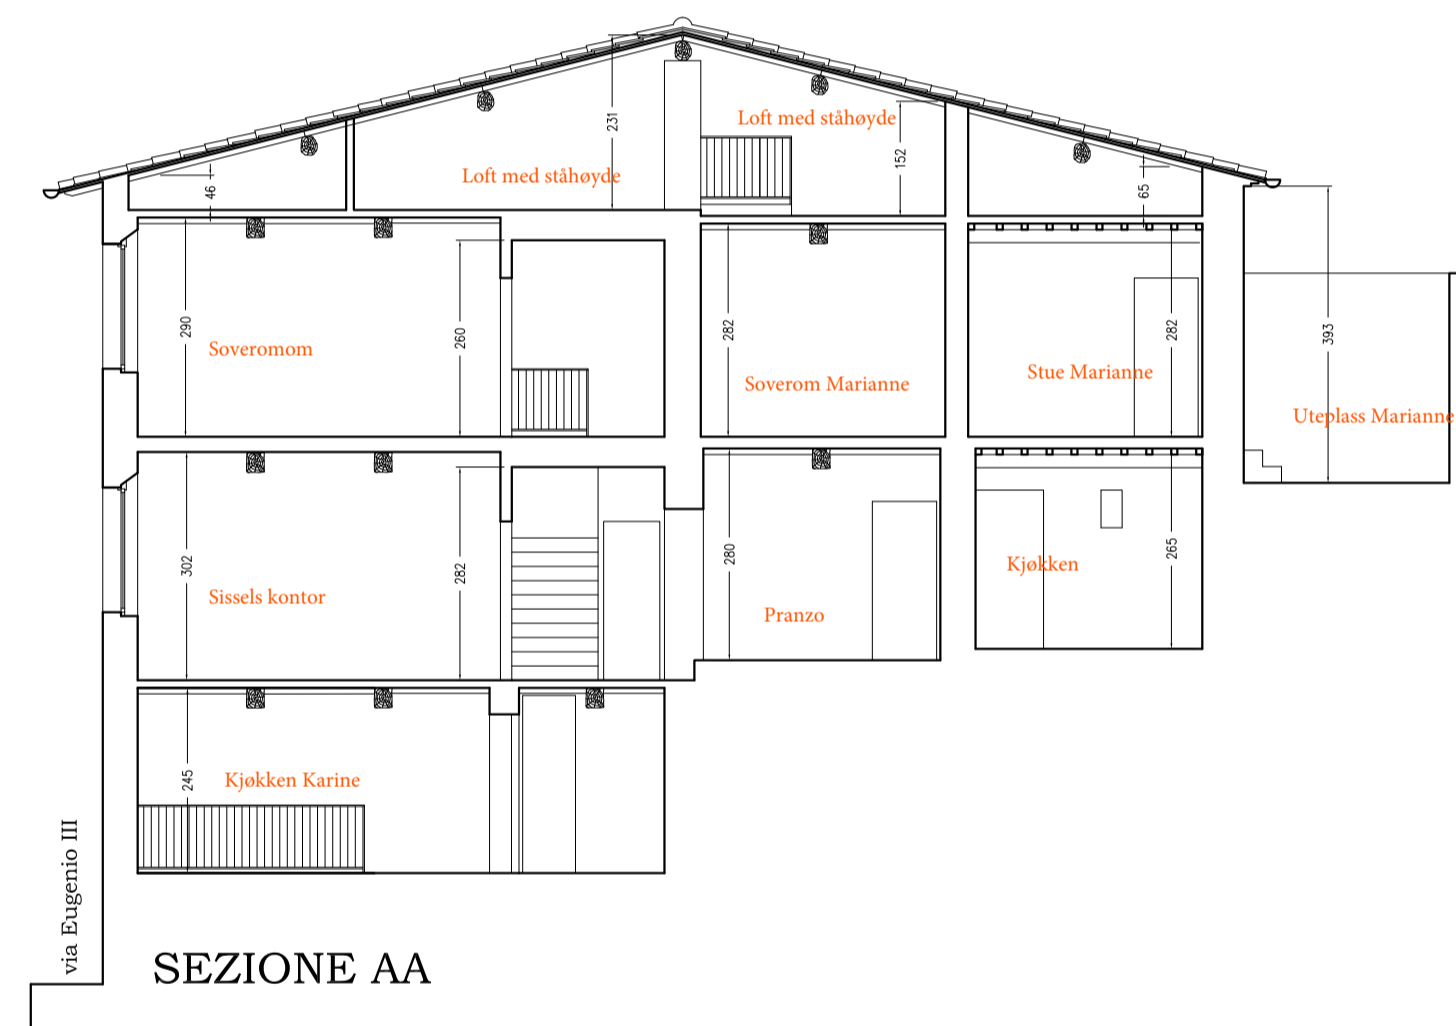 231
Loft med ståhøyde
152
Loft med ståhøyde
46
65
290
260
282
282
393
Soveromom
Soverom Marianne
Stue Marianne
Uteplass Marianne
302
282
280
265
Sissels kontor
Pranzo
Kjøkken
245
Kjøkken Karine
via Eugenio III
SEZIONE AA